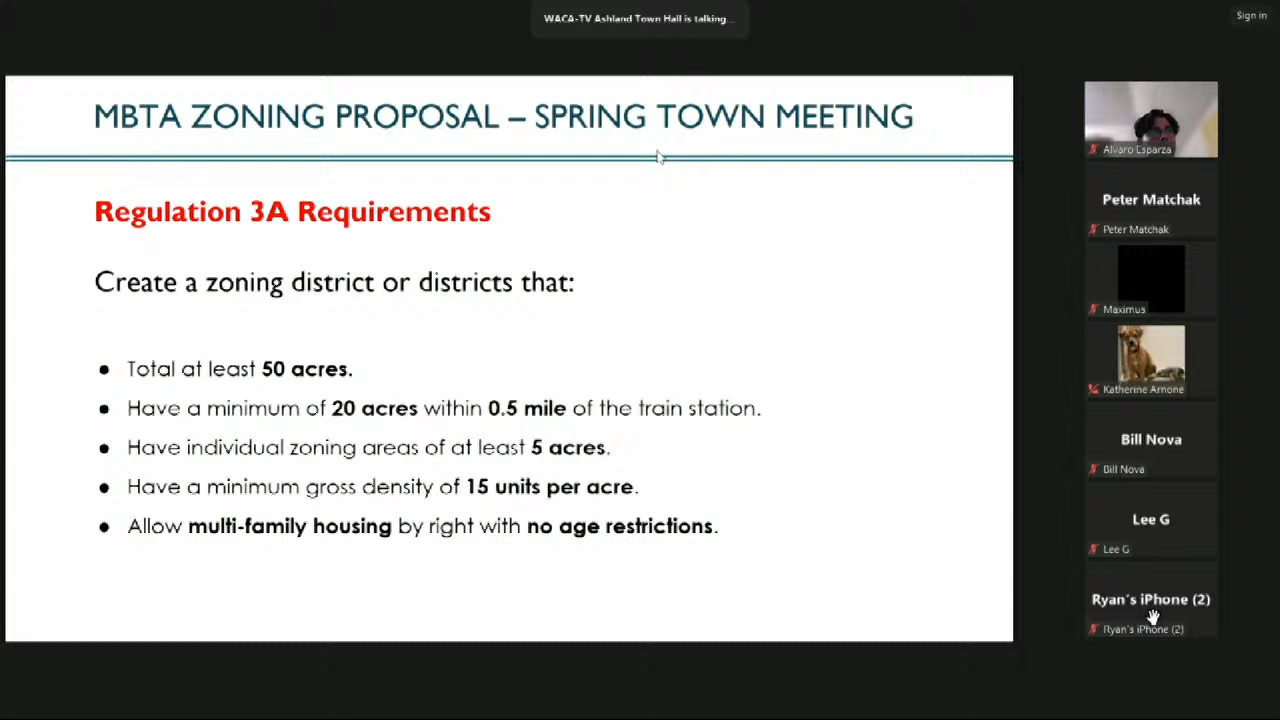 WACA-TV Ashland Town Hall is talking...
Sign in
MBTA ZONING PROPOSAL – SPRING TOWN MEETING
Regulation 3A Requirements
Create a zoning district or districts that:
● Total at least 50 acres.
● Have a minimum of 20 acres within 0.5 mile of the train station.
● Have individual zoning areas of at least 5 acres.
● Have a minimum gross density of 15 units per acre.
● Allow multi-family housing by right with no age restrictions.
Alvaro Esparza
Peter Matchak
Peter Matchak
Maximus
Katherine Arnone
Bill Nova
Bill Nova
Lee G
Lee G
Ryan's iPhone (2)
Ryan's iPhone (2)